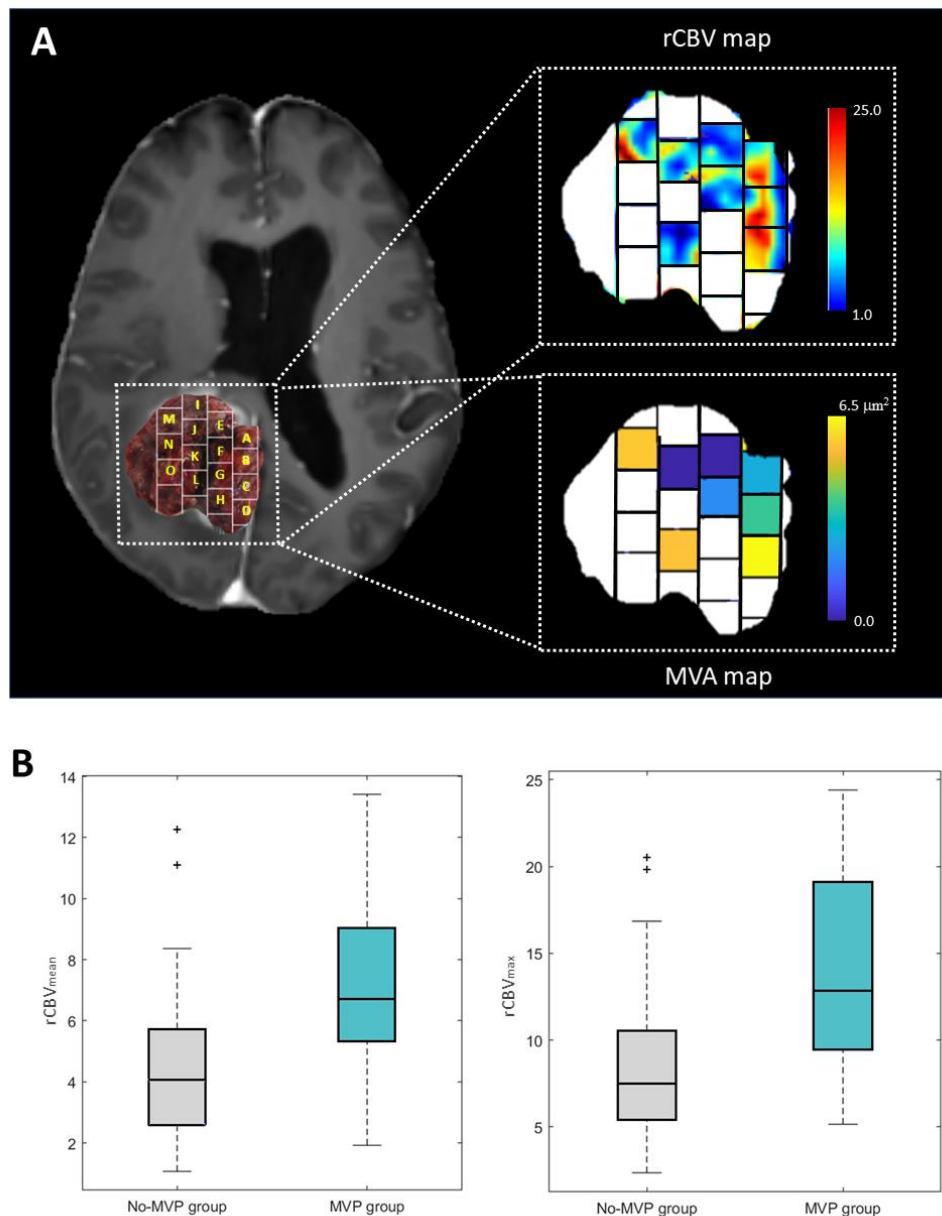 A
rCBV map
25.0
1.0
I
M
J
E
A
N
F
B
K
O
G
C
L
H
D
6.5 μm²
0.0
MVA map
B
14
12
10
8
6
4
2
rCBVmean
No-MVP group
MVP group
25
20
15
10
5
rCBVmax
No-MVP group
MVP group